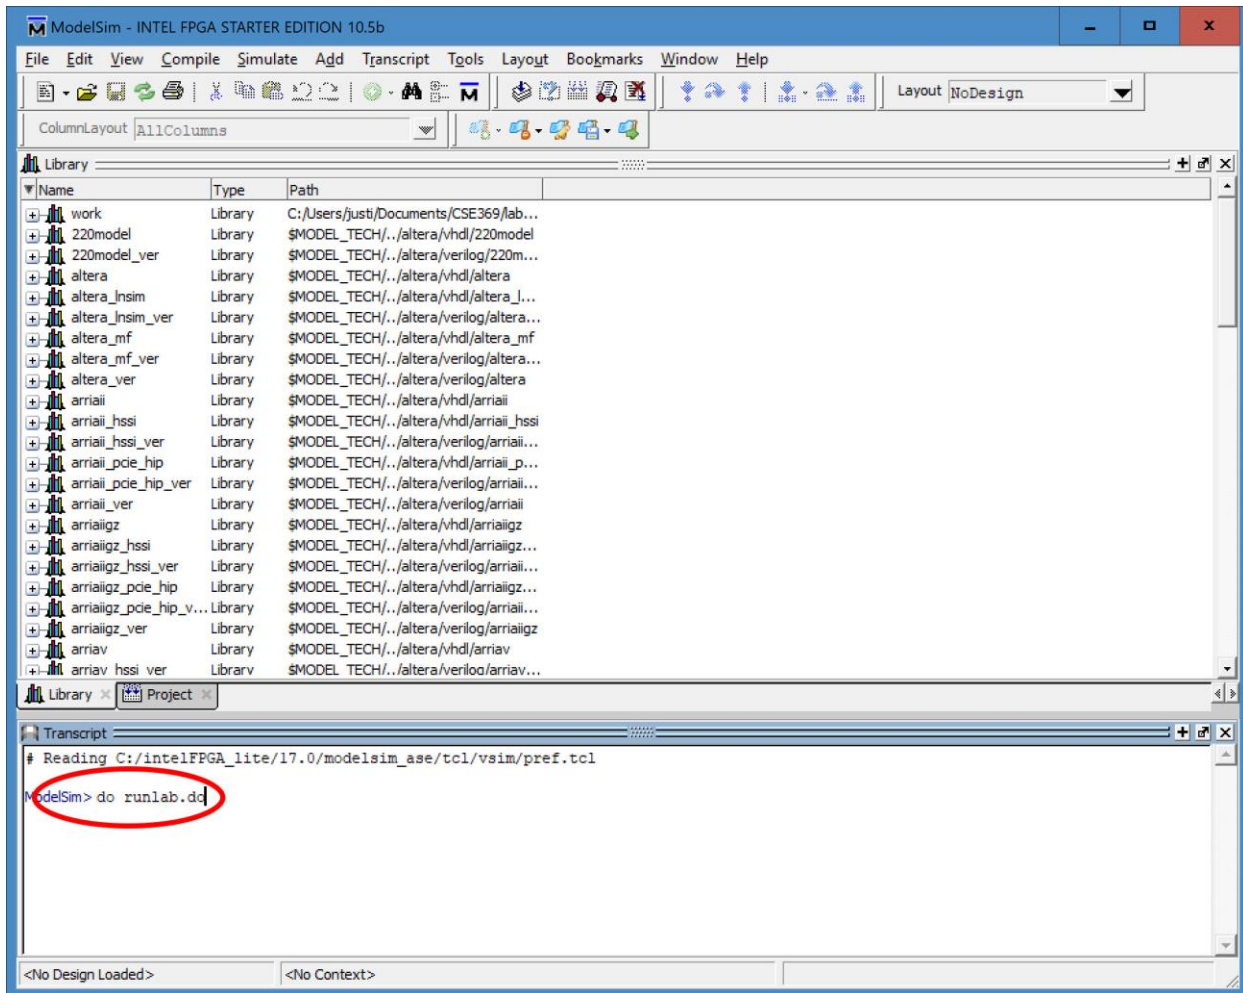 ModelSim - INTEL FPGA STARTER EDITION 10.5b
File Edit View Compile Simulate Add Transcript Tools Layout Bookmarks Window Help
Layout NoDesign
ColumnLayout AllColumns
Library
Name Type Path
work Library C:/Users/justi/Documents/CSE369/lab...
220model Library $MODEL_TECH/../altera/vhdl/220model
220model_ver Library $MODEL_TECH/../altera/verilog/220m...
altera Library $MODEL_TECH/../altera/vhdl/altera
altera_lnsim Library $MODEL_TECH/../altera/vhdl/altera_l...
altera_lnsim_ver Library $MODEL_TECH/../altera/verilog/altera...
altera_mf Library $MODEL_TECH/../altera/vhdl/altera_mf
altera_mf_ver Library $MODEL_TECH/../altera/verilog/altera...
altera_ver Library $MODEL_TECH/../altera/verilog/altera
arriaii Library $MODEL_TECH/../altera/vhdl/arriaii
arriaii_hssi Library $MODEL_TECH/../altera/vhdl/arriaii_hssi
arriaii_hssi_ver Library $MODEL_TECH/../altera/verilog/arriaii...
arriaii_pcie_hip Library $MODEL_TECH/../altera/vhdl/arriaii_p...
arriaii_pcie_hip_ver Library $MODEL_TECH/../altera/verilog/arriaii...
arriaii_ver Library $MODEL_TECH/../altera/verilog/arriaii
arriaiigz Library $MODEL_TECH/../altera/vhdl/arriaiigz
arriaiigz_hssi Library $MODEL_TECH/../altera/vhdl/arriaiigz...
arriaiigz_hssi_ver Library $MODEL_TECH/../altera/verilog/arriaii...
arriaiigz_pcie_hip Library $MODEL_TECH/../altera/vhdl/arriaiigz...
arriaiigz_pcie_hip_v... Library $MODEL_TECH/../altera/verilog/arriaii...
arriaiigz_ver Library $MODEL_TECH/../altera/verilog/arriaiigz
arriav Library $MODEL_TECH/../altera/vhdl/arriav
arriav_hssi_ver Library $MODEL_TECH/../altera/verilog/arriav...
Library Project
Transcript
# Reading C:/intelFPGA_lite/17.0/modelsim_ase/tcl/vsim/pref.tcl
ModelSim> do runlab.do
<No Design Loaded> <No Context>